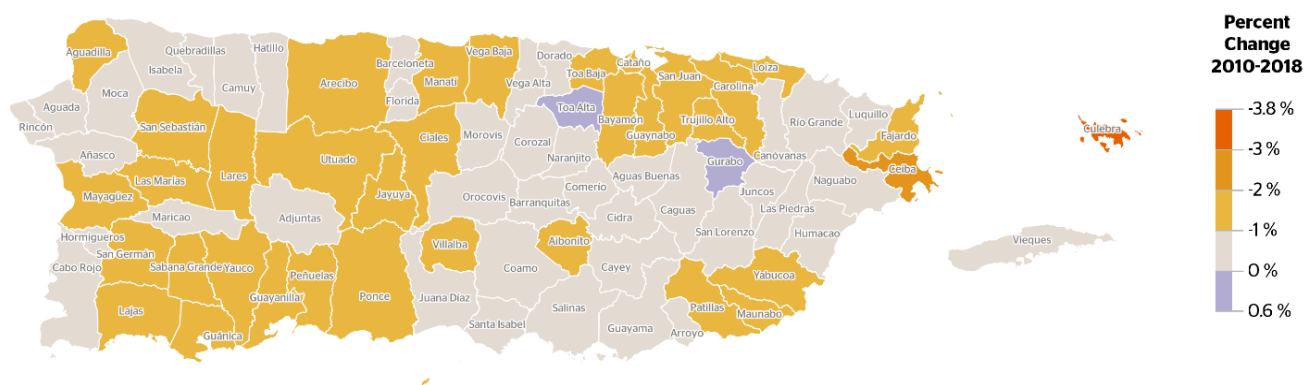 Percent
Change
2010-2018
-3.8 %
-3 %
-2 %
-1 %
0 %
0.6 %
Aguadilla
Quebradillas
Hatillo
Isabela
Camuy
Moca
Aguada
Rincón
Añasco
San Sebastián
Arecibo
Barceloneta
Florida
Manatí
Vega Baja
Vega Alta
Dorado
Toa Baja
Cataño
Toa Alta
Bayamón
San Juan
Guaynabo
Trujillo Alto
Carolina
Loíza
Canóvanas
Río Grande
Luquillo
Fajardo
Ceiba
Culebra
Vieques
Mayagüez
Las Marías
Lares
Utuado
Ciales
Morovis
Corozal
Naranjito
Comerío
Aguas Buenas
Gurabo
Juncos
Naguabo
Las Piedras
Humacao
Maricao
Adjuntas
Jayuya
Orocovis
Barranquitas
Cidra
Caguas
San Lorenzo
Hormigueros
Cabo Rojo
San Germán
Sabana Grande
Yauco
Guayanilla
Peñuelas
Ponce
Villalba
Juana Díaz
Coamo
Aibonito
Cayey
Salinas
Santa Isabel
Guayama
Arroyo
Patillas
Yabucoa
Maunabo
Lajas
Guánica